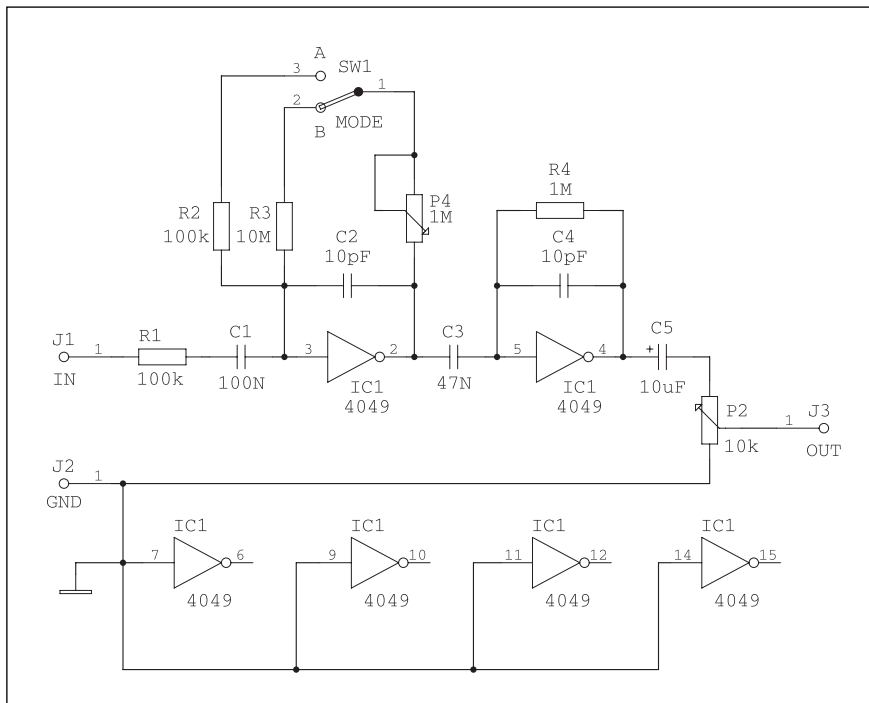 A
3 SW1
1
2
B MODE
R4
1M
P4
1M
R2 R3
100k 10M
C2
10pF
C4
10pF
J1
1
IN
R1
100k
C1
100N
3 2
IC1
4049
C3
47N
5 4
IC1
4049
C5
+
10uF
P2
10k
J3
1
OUT
J2
1
GND
IC1 IC1 IC1 IC1
7 6 9 10 11 12 14 15
4049 4049 4049 4049